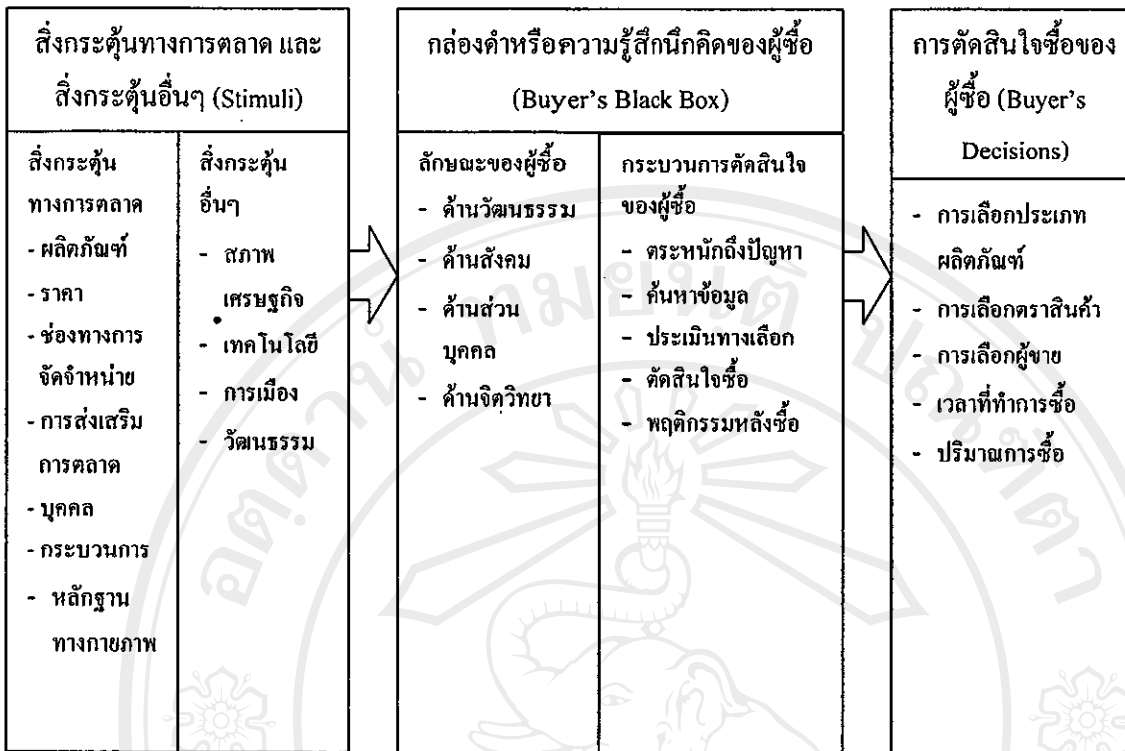 สิ่งกระตุ้นทางการตลาด และ
สิ่งกระตุ้นอื่นๆ (Stimuli)
สิ่งกระตุ้น
ทางการตลาด
- ผลิตภัณฑ์
- ราคา
- ช่องทางการ
จัดจำหน่าย
- การส่งเสริม
การตลาด
- บุคคล
- กระบวนการ
- หลักฐาน
ทางกายภาพ
สิ่งกระตุ้น
อื่นๆ
- สภาพ
เศรษฐกิจ
- เทคโนโลยี
- การเมือง
- วัฒนธรรม
กล่องดำหรือความรู้สึกนึกคิดของผู้ซื้อ
(Buyer's Black Box)
ลักษณะของผู้ซื้อ
- ด้านวัฒนธรรม
- ด้านสังคม
- ด้านส่วน
บุคคล
- ด้านจิตวิทยา
กระบวนการตัดสินใจ
ของผู้ซื้อ
- ตระหนักถึงปัญหา
- ค้นหาข้อมูล
- ประเมินทางเลือก
- ตัดสินใจซื้อ
- พฤติกรรมหลังซื้อ
การตัดสินใจซื้อของ
ผู้ซื้อ (Buyer's
Decisions)
- การเลือกประเภท
ผลิตภัณฑ์
- การเลือกตราสินค้า
- การเลือกผู้ขาย
- เวลาที่ทำการซื้อ
- ปริมาณการซื้อ
อตฺตานํ ทมยนฺติ ปณฺฑิตา